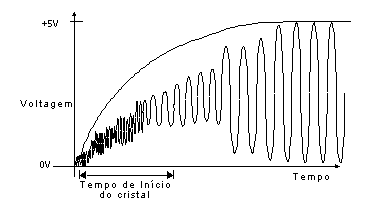 +5V
Voltagem
0V
Tempo
Tempo de Início
do cristal